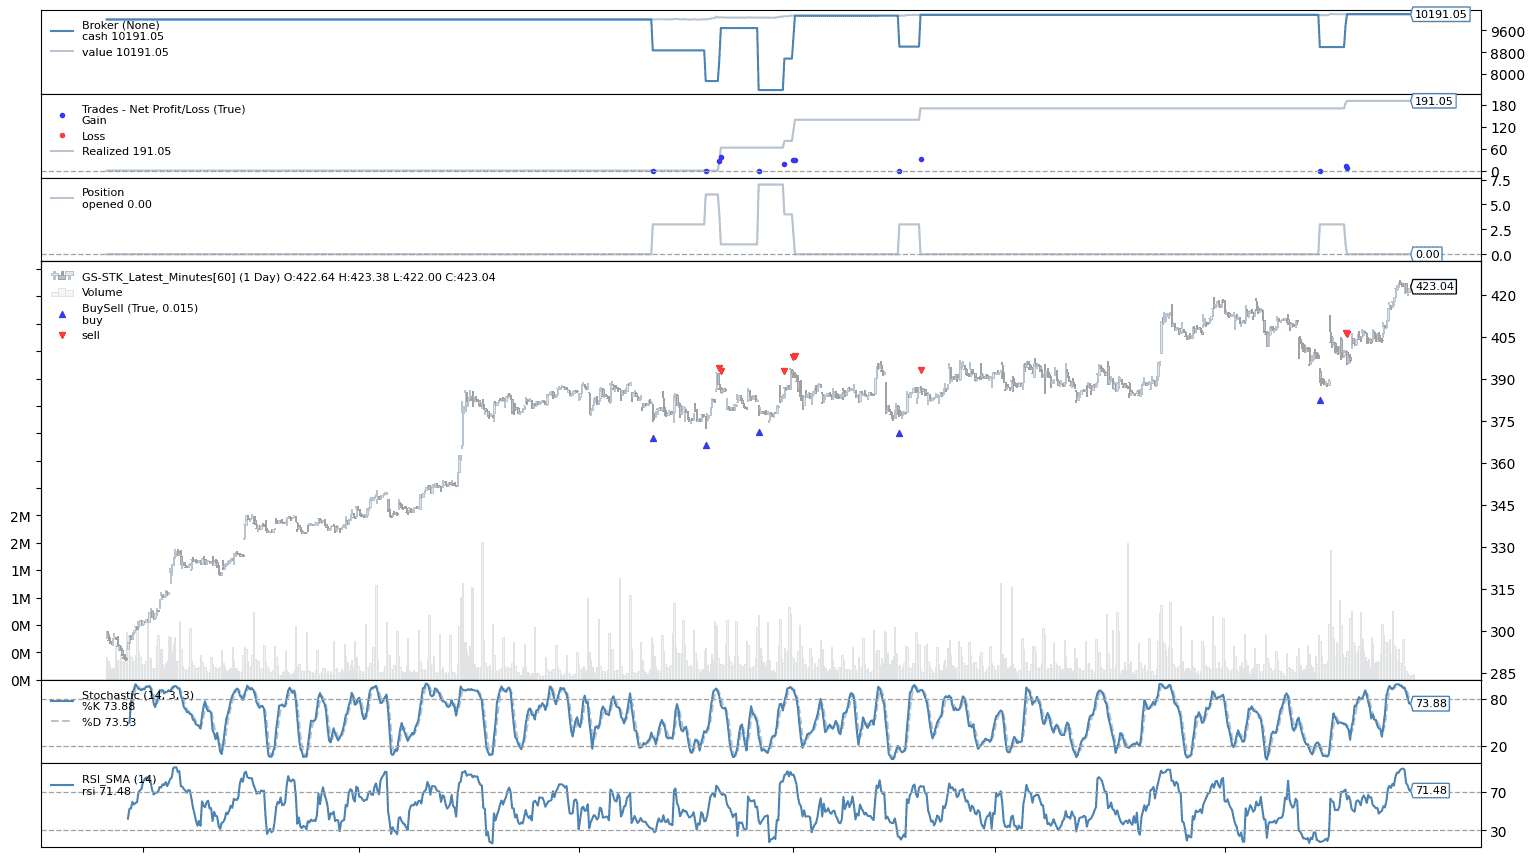 Broker (None)
cash 10191.05
value 10191.05
10191.05
9600
8800
8000
Trades - Net Profit/Loss (True)
Gain
Loss
Realized 191.05
191.05
180
120
60
0
Position
opened 0.00
7.5
5.0
2.5
0.0
0.00
GS-STK_Latest_Minutes[60] (1 Day) O:422.64 H:423.38 L:422.00 C:423.04
Volume
BuySell (True, 0.015)
buy
sell
423.04
420
405
390
375
360
345
330
315
300
285
2M
2M
1M
1M
0M
0M
0M
Stochastic (14, 3, 3)
%K 73.88
%D 73.53
80
73.88
20
RSI_SMA (14)
rsi 71.48
70
71.48
30